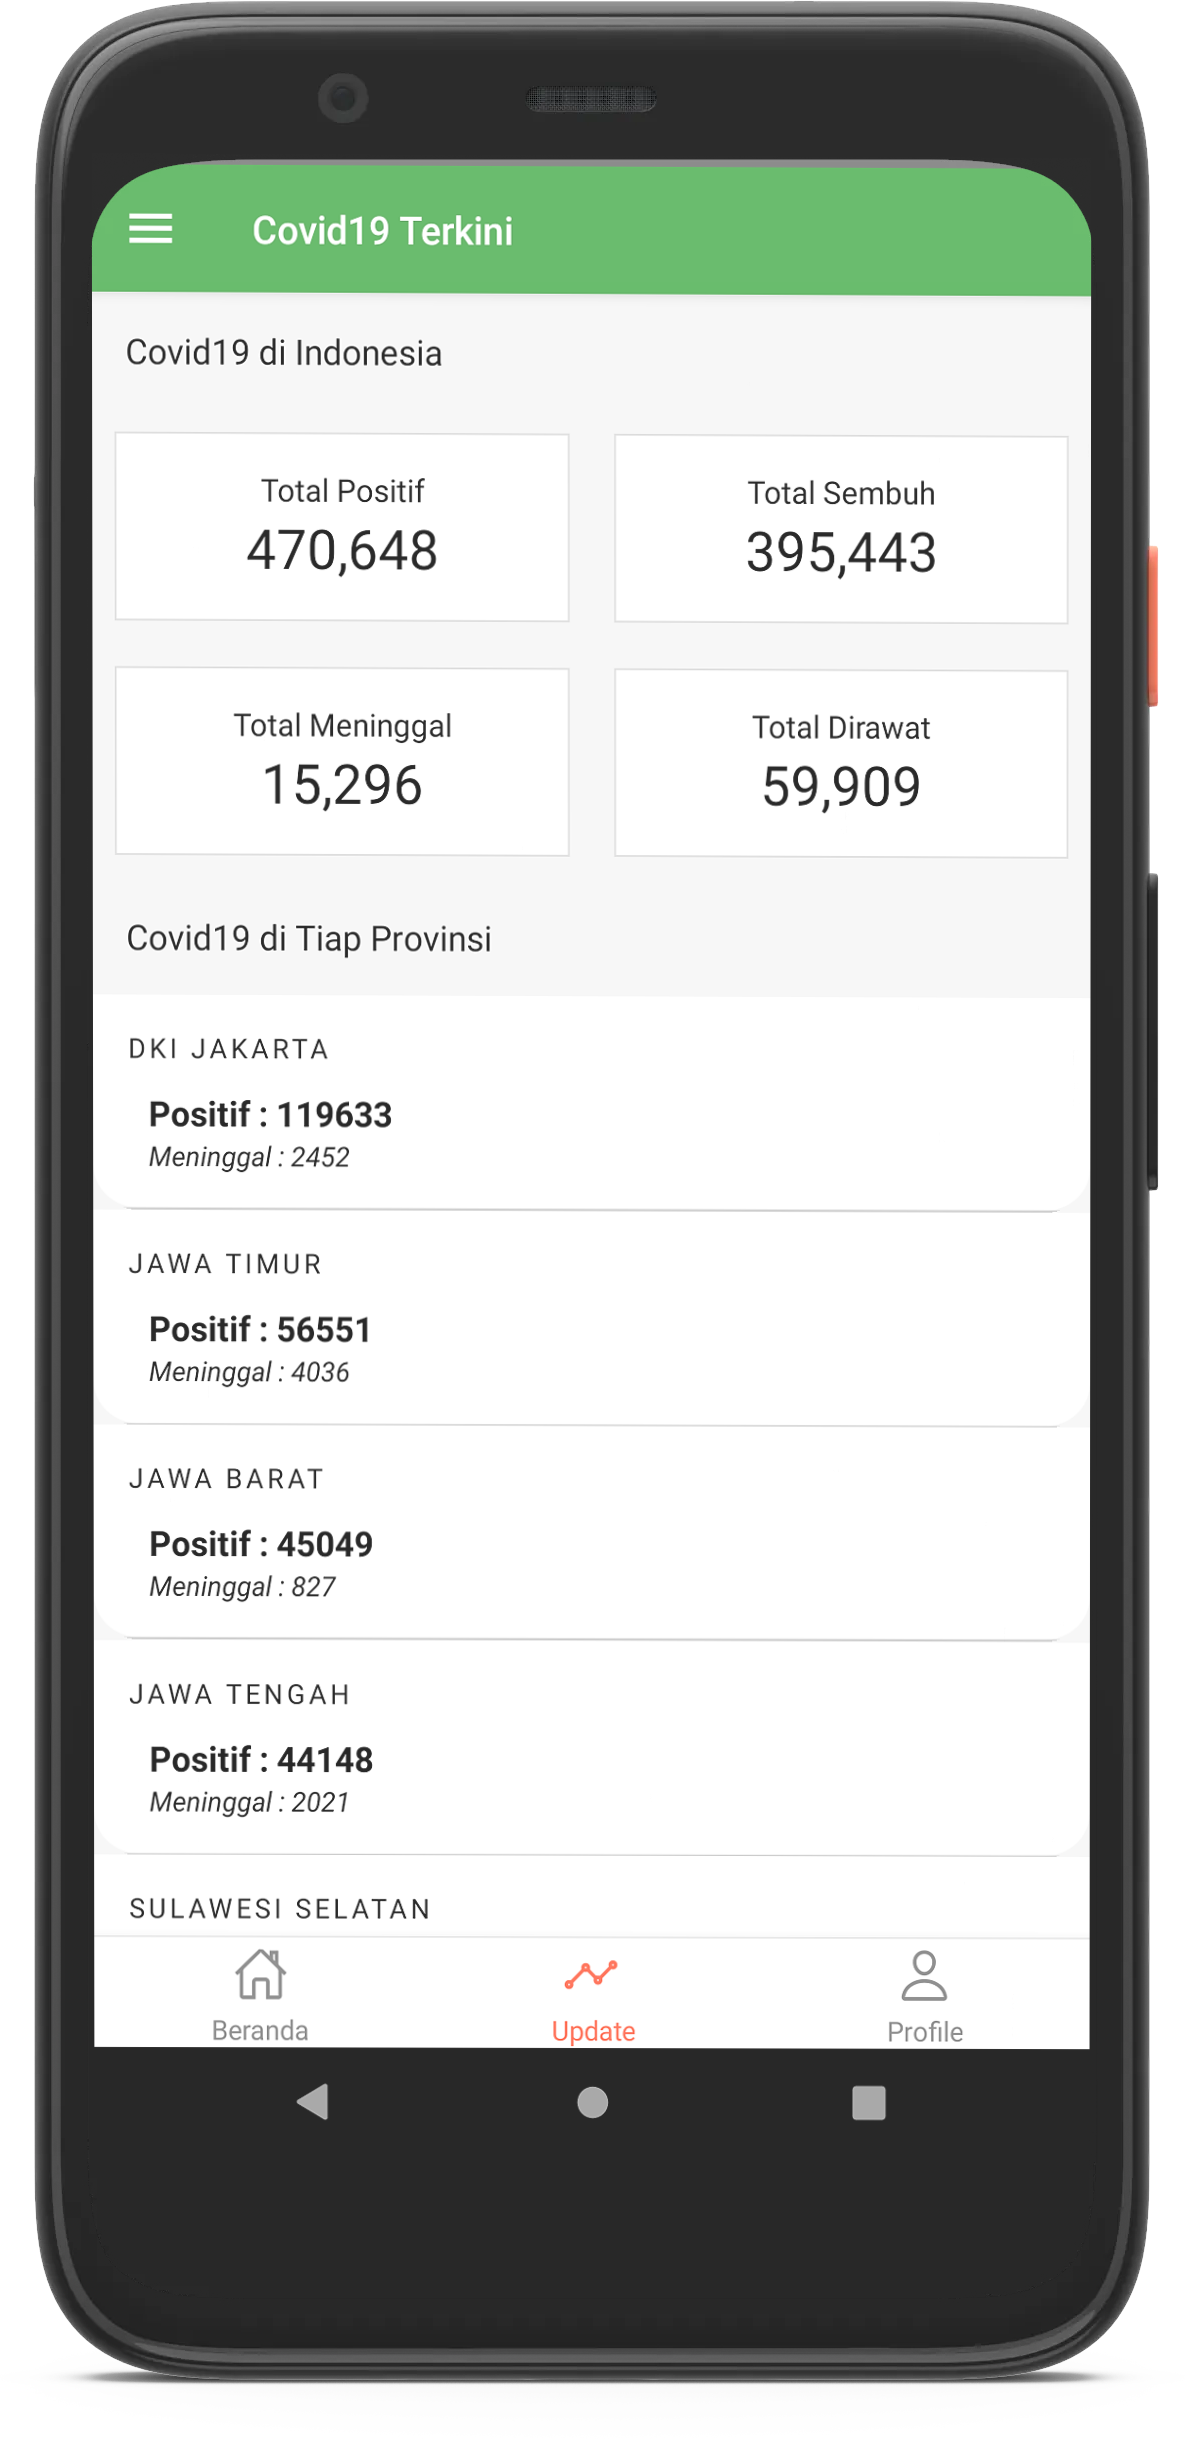 Covid19 Terkini
Covid19 di Indonesia
Total Positif
470,648
Total Sembuh
395,443
Total Meninggal
15,296
Total Dirawat
59,909
Covid19 di Tiap Provinsi
DKI JAKARTA
Positif : 119633
Meninggal : 2452
JAWA TIMUR
Positif : 56551
Meninggal : 4036
JAWA BARAT
Positif : 45049
Meninggal : 827
JAWA TENGAH
Positif : 44148
Meninggal : 2021
SULAWESI SELATAN
Beranda
Update
Profile